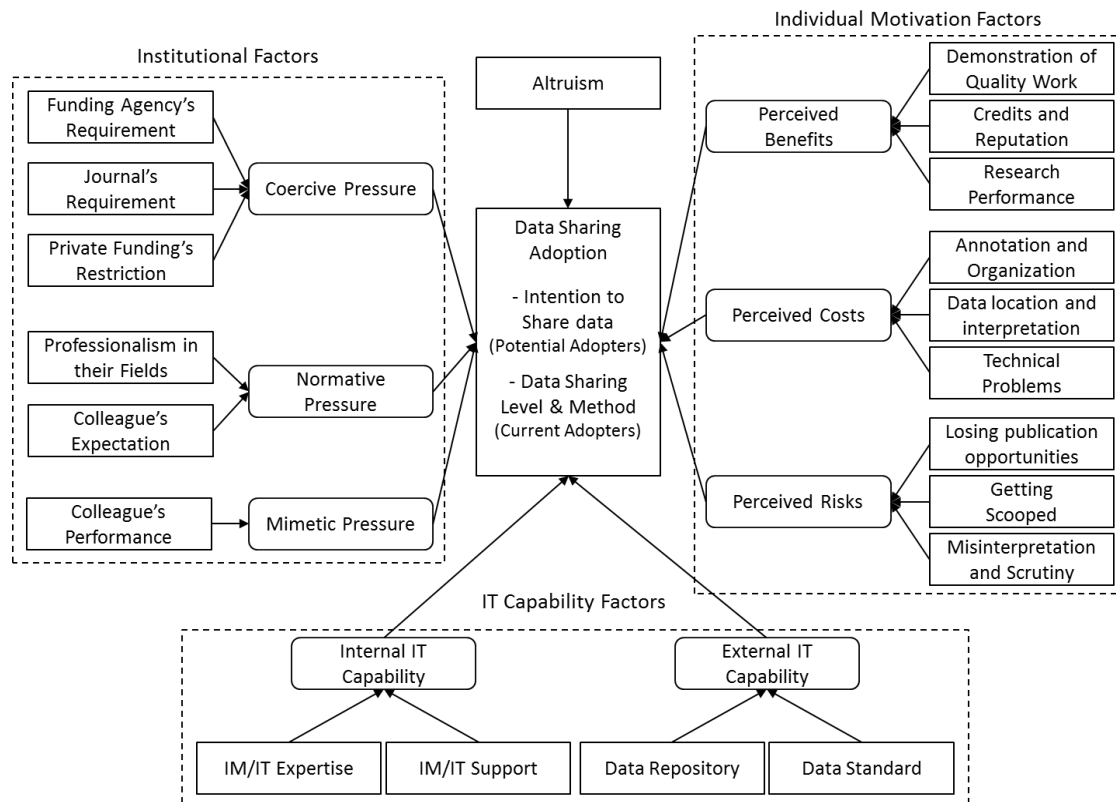 Institutional Factors
Funding Agency's
Requirement
Journal's
Requirement
Private Funding's
Restriction
Professionalism in
their Fields
Colleague's
Expectation
Colleague's
Performance
Coercive Pressure
Normative
Pressure
Mimetic Pressure
Altruism
Data Sharing
Adoption
- Intention to
Share data
(Potential Adopters)
- Data Sharing
Level & Method
(Current Adopters)
Individual Motivation Factors
Perceived
Benefits
Perceived Costs
Perceived Risks
Demonstration of
Quality Work
Credits and
Reputation
Research
Performance
Annotation and
Organization
Data location and
interpretation
Technical
Problems
Losing publication
opportunities
Getting
Scooped
Misinterpretation
and Scrutiny
IT Capability Factors
Internal IT
Capability
External IT
Capability
IM/IT Expertise
IM/IT Support
Data Repository
Data Standard